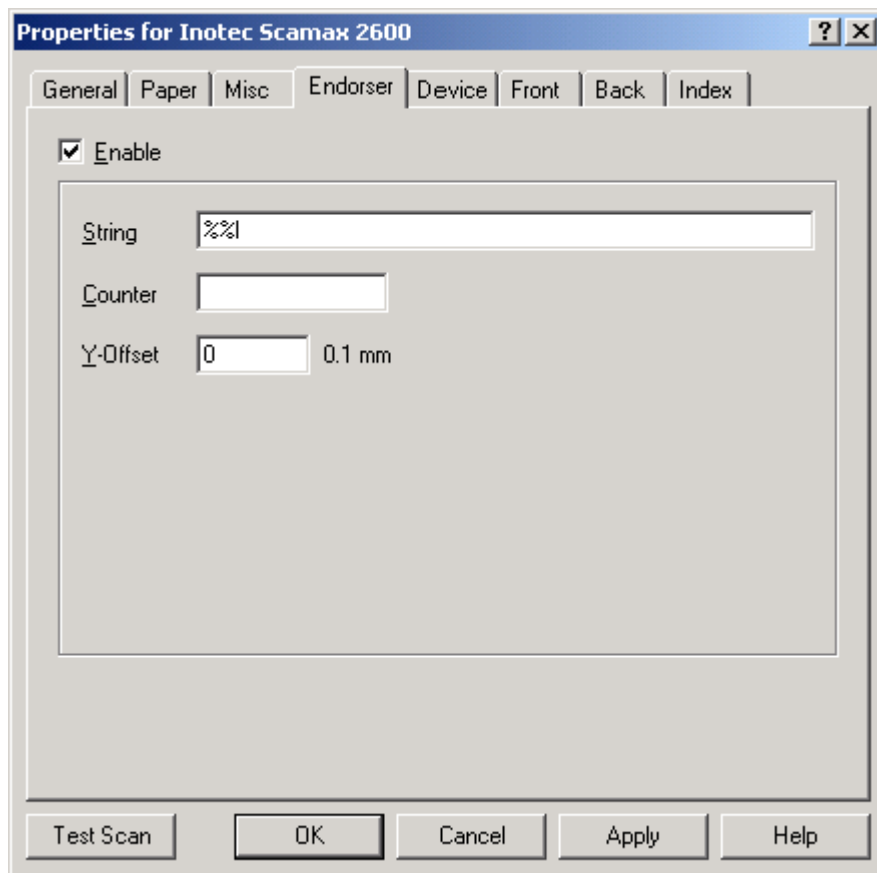 Properties for Inotec Scamax 2600
General Paper Misc Endorser Device Front Back Index
Enable
String %%I
Counter
Y-Offset 0 0.1 mm
Test Scan OK Cancel Apply Help